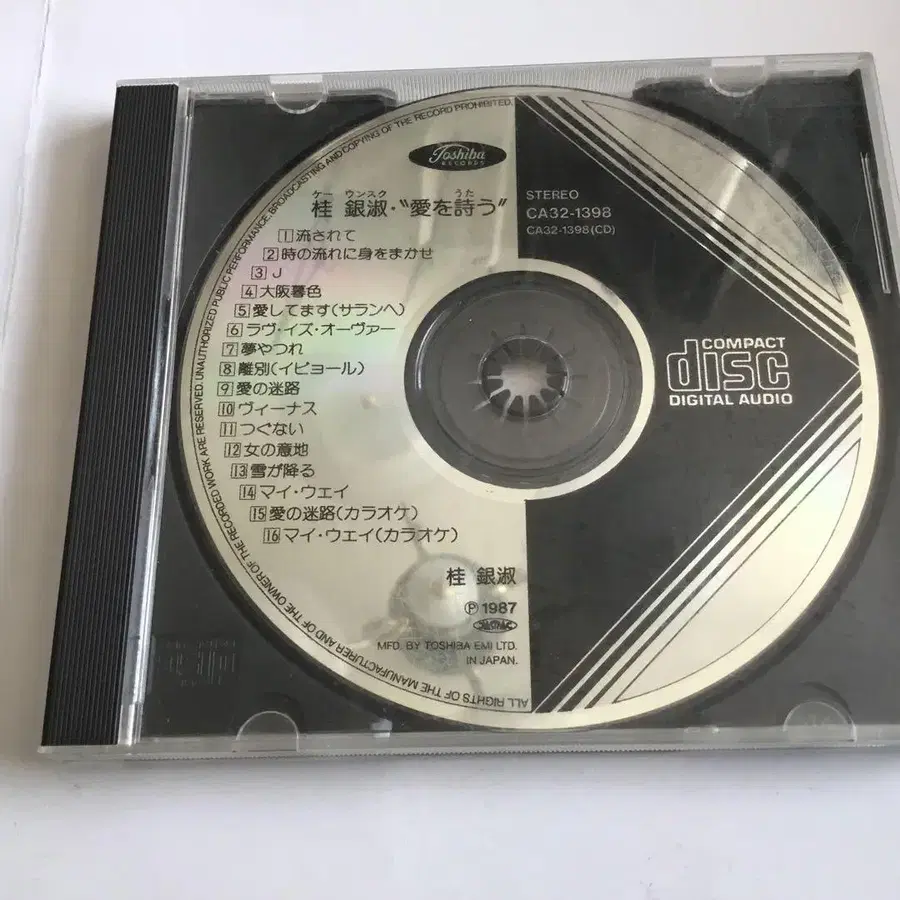 Toshiba
RECORDS
ケー ウンスク うた
桂 銀淑・“愛を詩う”
1 流されて
2 時の流れに身をまかせ
3 J
4 大阪暮色
5 愛してます(サランヘ)
6 ラヴ・イズ・オーヴァー
7 夢やつれ
8 離別(イビョール)
9 愛の迷路
10 ヴィーナス
11 つぐない
12 女の意地
13 雪が降る
14 マイ・ウェイ
15 愛の迷路(カラオケ)
16 マイ・ウェイ(カラオケ)
桂 銀淑
Ⓟ 1987
MFD. BY TOSHIBA EMI LTD.
IN JAPAN.
STEREO
CA32-1398
CA32-1398(CD)
COMPACT
disc
DIGITAL AUDIO
ALL RIGHTS OF THE MANUFACTURER AND OF THE OWNER OF THE RECORDED WORK ARE RESERVED. UNAUTHORIZED PUBLIC PERFORMANCE, BROADCASTING AND COPYING OF THE RECORD PROHIBITED.